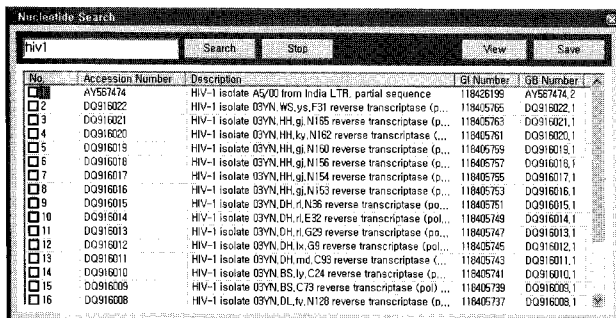 Nucleotide Search
hiv1 Search Stop View Save
No. Accession Number Description GI Number GB Number
1 AY567474 HIV-1 isolate A5/00 from India LTR, partial sequence 118426199 AY567474,2
2 DQ916022 HIV-1 isolate 03YN,WS,ys,F31 reverse transcriptase (p... 118405765 DQ916022,1
3 DQ916021 HIV-1 isolate 03YN,HH,gj,N165 reverse transcriptase (p... 118405763 DQ916021,1
4 DQ916020 HIV-1 isolate 03YN,HH,ky,N162 reverse transcriptase (... 118405761 DQ916020,1
5 DQ916019 HIV-1 isolate 03YN,HH,gj,N160 reverse transcriptase (p... 118405759 DQ916019,1
6 DQ916018 HIV-1 isolate 03YN,HH,gj,N156 reverse transcriptase (p... 118405757 DQ916018,1
7 DQ916017 HIV-1 isolate 03YN,HH,gj,N154 reverse transcriptase (p... 118405755 DQ916017,1
8 DQ916016 HIV-1 isolate 03YN,HH,gj,N153 reverse transcriptase (p... 118405753 DQ916016,1
9 DQ916015 HIV-1 isolate 03YN,DH,rl,N36 reverse transcriptase (po... 118405751 DQ916015,1
10 DQ916014 HIV-1 isolate 03YN,DH,rl,E32 reverse transcriptase (pol... 118405749 DQ916014,1
11 DQ916013 HIV-1 isolate 03YN,DH,rl,G29 reverse transcriptase (po... 118405747 DQ916013,1
12 DQ916012 HIV-1 isolate 03YN,DH,lx,G9 reverse transcriptase (pol... 118405745 DQ916012,1
13 DQ916011 HIV-1 isolate 03YN,DH,md,C93 reverse transcriptase (... 118405743 DQ916011,1
14 DQ916010 HIV-1 isolate 03YN,BS,ly,C24 reverse transcriptase (p... 118405741 DQ916010,1
15 DQ916009 HIV-1 isolate 03YN,BS,C73 reverse transcriptase (pol) ... 118405739 DQ916009,1
16 DQ916008 HIV-1 isolate 03YN,DL,fy,N128 reverse transcriptase (p... 118405737 DQ916008,1